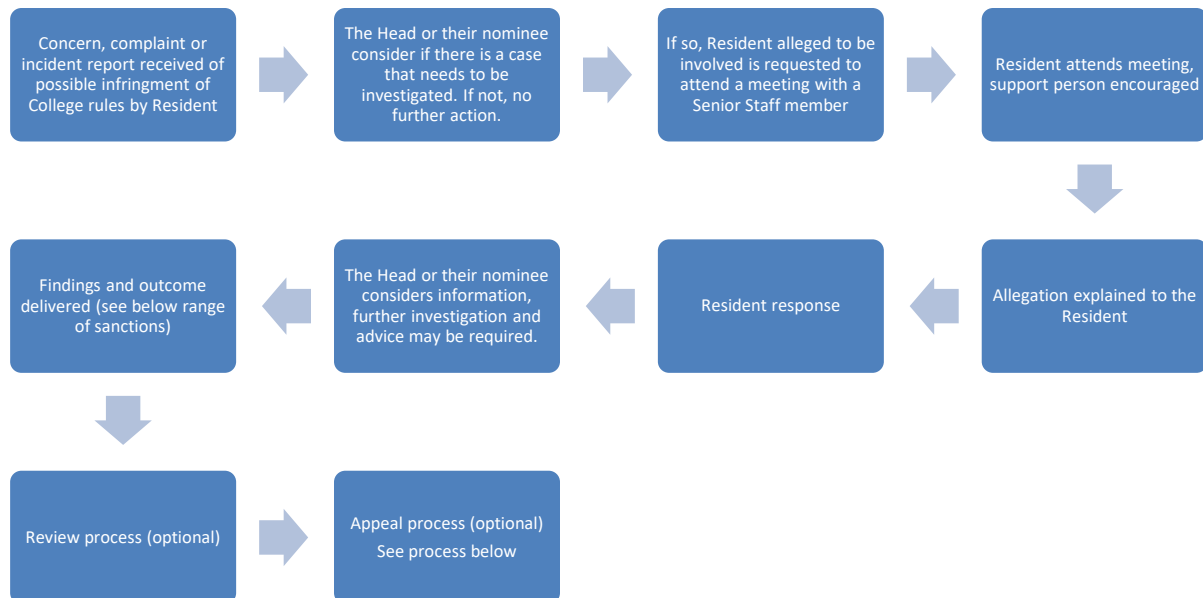 Concern, complaint or
incident report received of
possible infringment of
College rules by Resident
The Head or their nominee
consider if there is a case
that needs to be
investigated. If not, no
further action.
If so, Resident alleged to be
involved is requested to
attend a meeting with a
Senior Staff member
Resident attends meeting,
support person encouraged
Allegation explained to the
Resident
Resident response
The Head or their nominee
considers information,
further investigation and
advice may be required.
Findings and outcome
delivered (see below range
of sanctions)
Review process (optional)
Appeal process (optional)
See process below